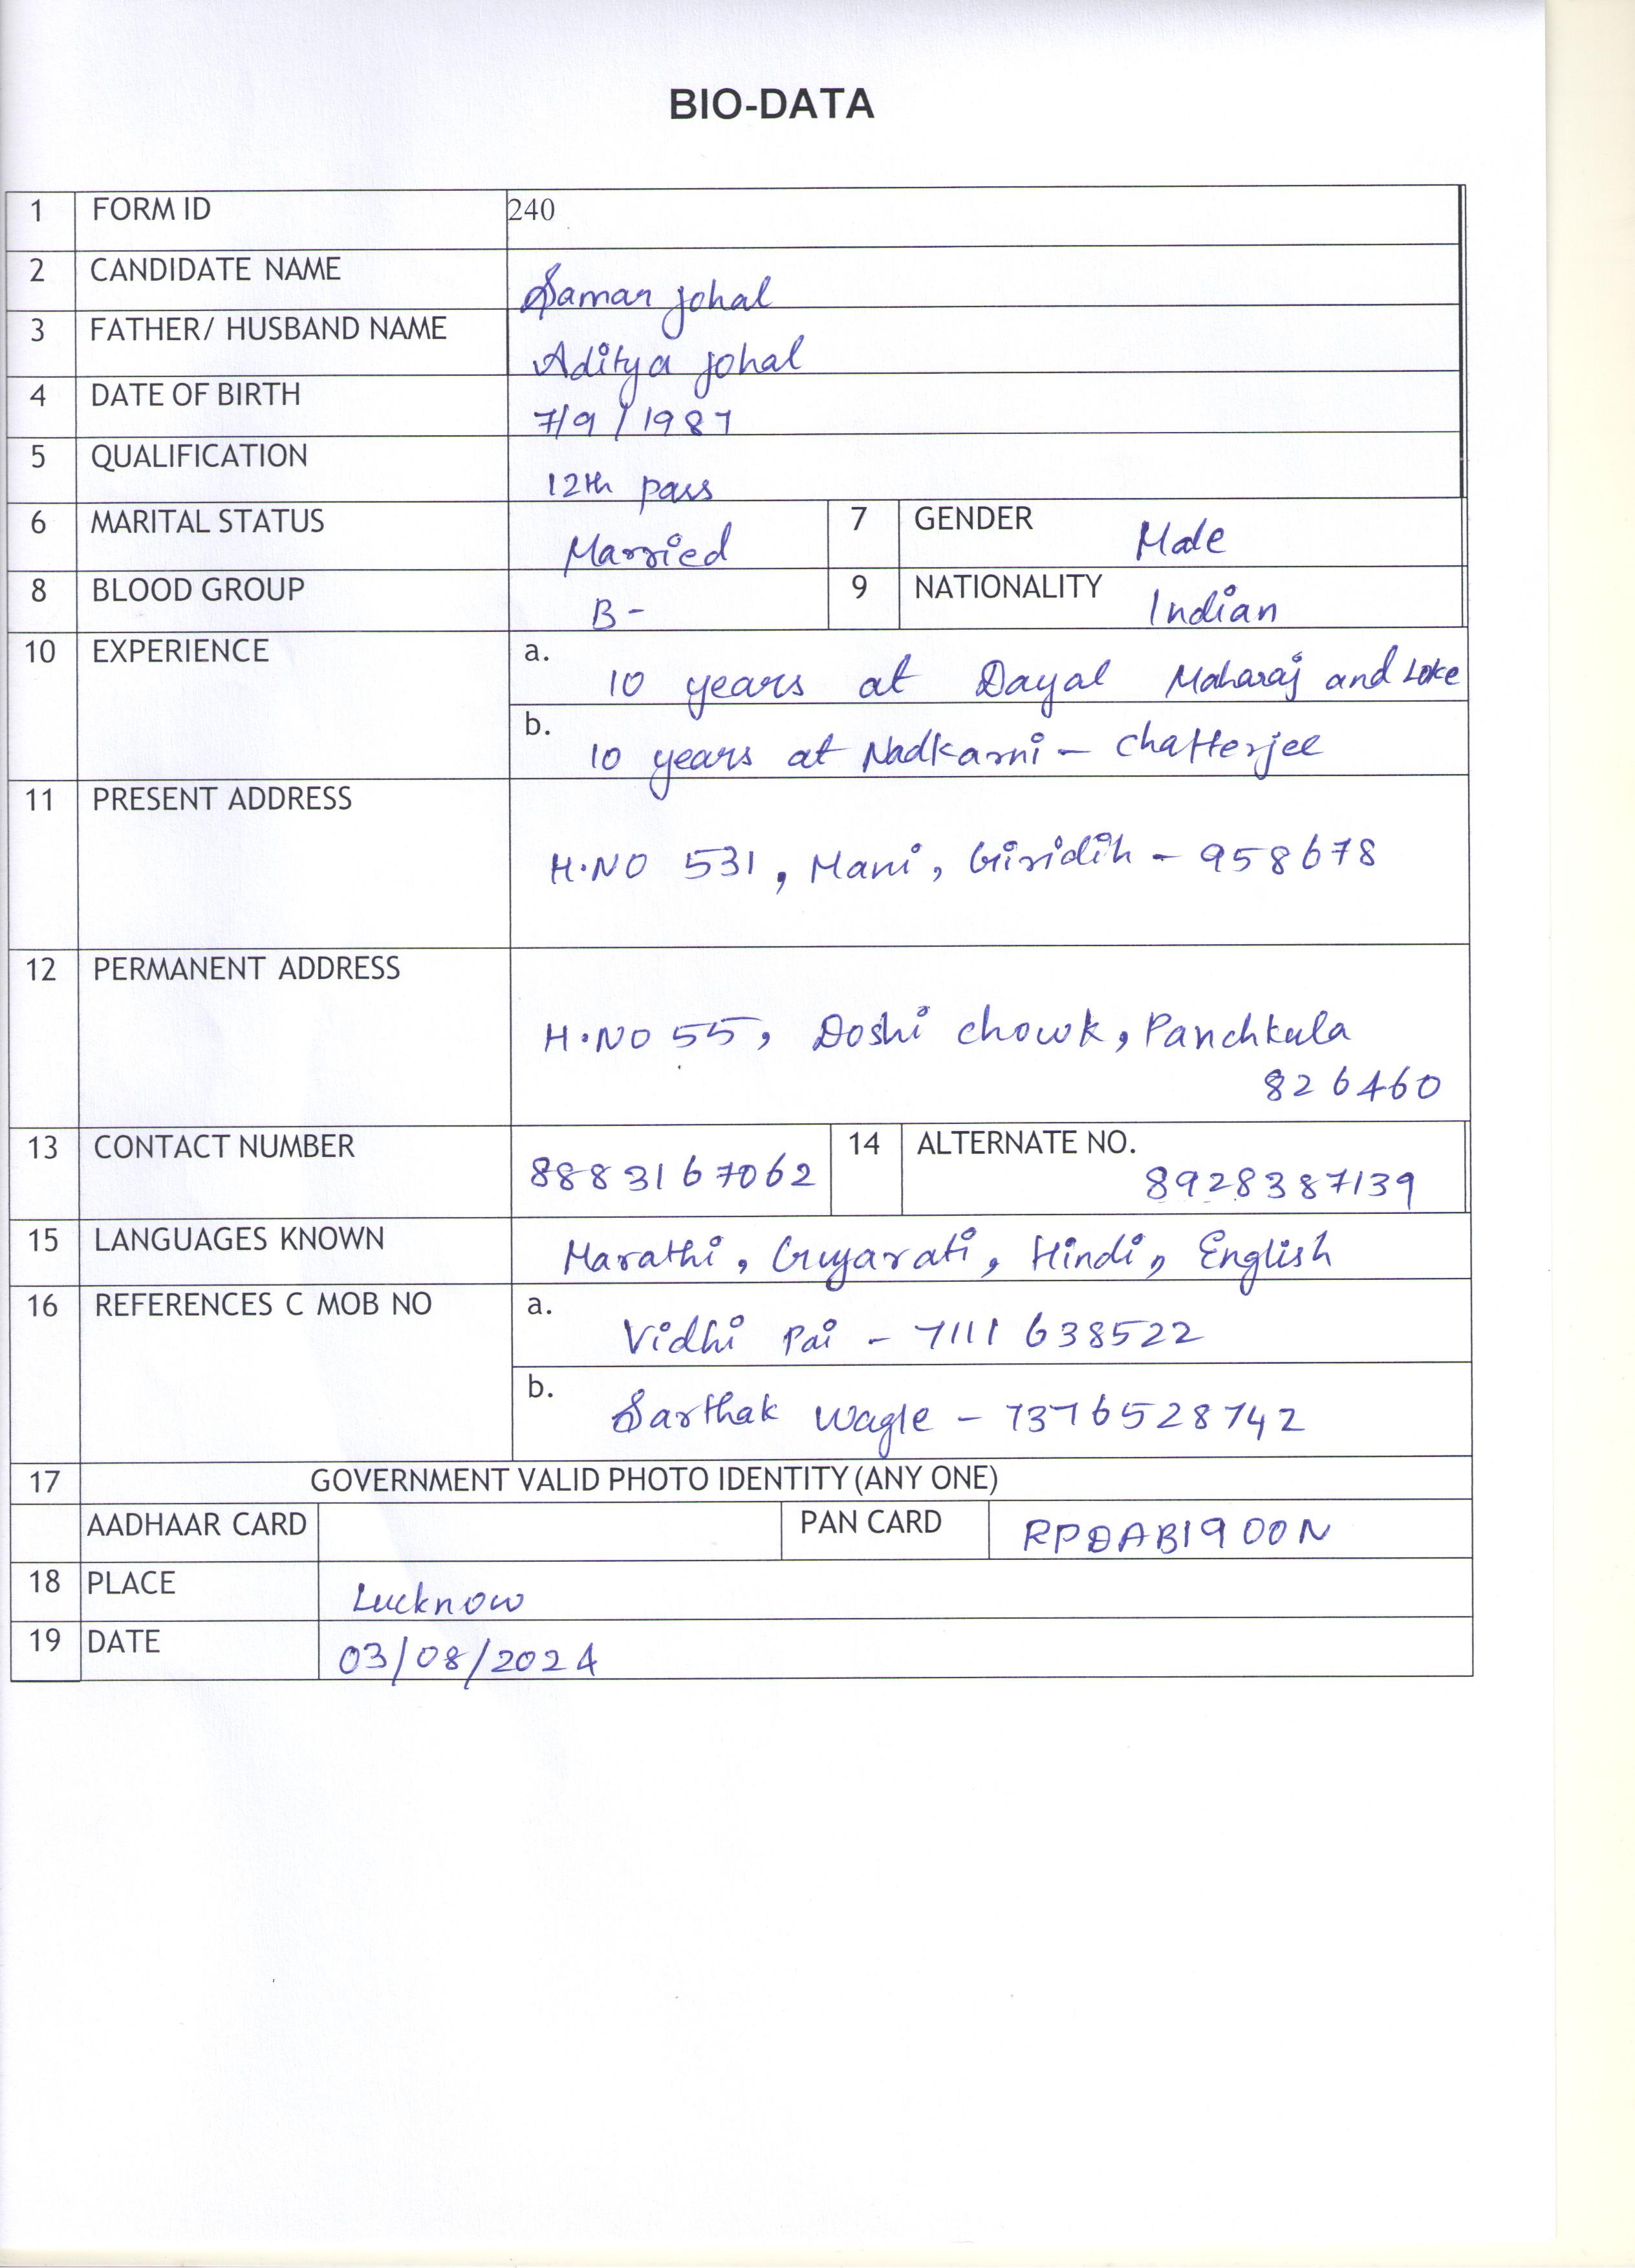 BIO-DATA
1 FORM ID 240
2 CANDIDATE NAME Saman Johal
3 FATHER/ HUSBAND NAME Aditya Johal
4 DATE OF BIRTH 7/9/1987
5 QUALIFICATION 12th pass
6 MARITAL STATUS Married 7 GENDER Male
8 BLOOD GROUP B- 9 NATIONALITY Indian
10 EXPERIENCE a. 10 years at Dayal Maharaj and Loke
b. 10 years at Nadkarni - Chatterjee
11 PRESENT ADDRESS H.NO 531, Mani, Giridih - 958678
12 PERMANENT ADDRESS H.NO 55, Doshi chowk, Panchkula
826460
13 CONTACT NUMBER 8883167062 14 ALTERNATE NO. 8928387139
15 LANGUAGES KNOWN Marathi, Gujarati, Hindi, English
16 REFERENCES C MOB NO a. Vidhi Pai - 7111638522
b. Sarthak Wagle - 7376528742
17 GOVERNMENT VALID PHOTO IDENTITY (ANY ONE)
AADHAAR CARD PAN CARD RPDAB1900N
18 PLACE Lucknow
19 DATE 03/08/2024